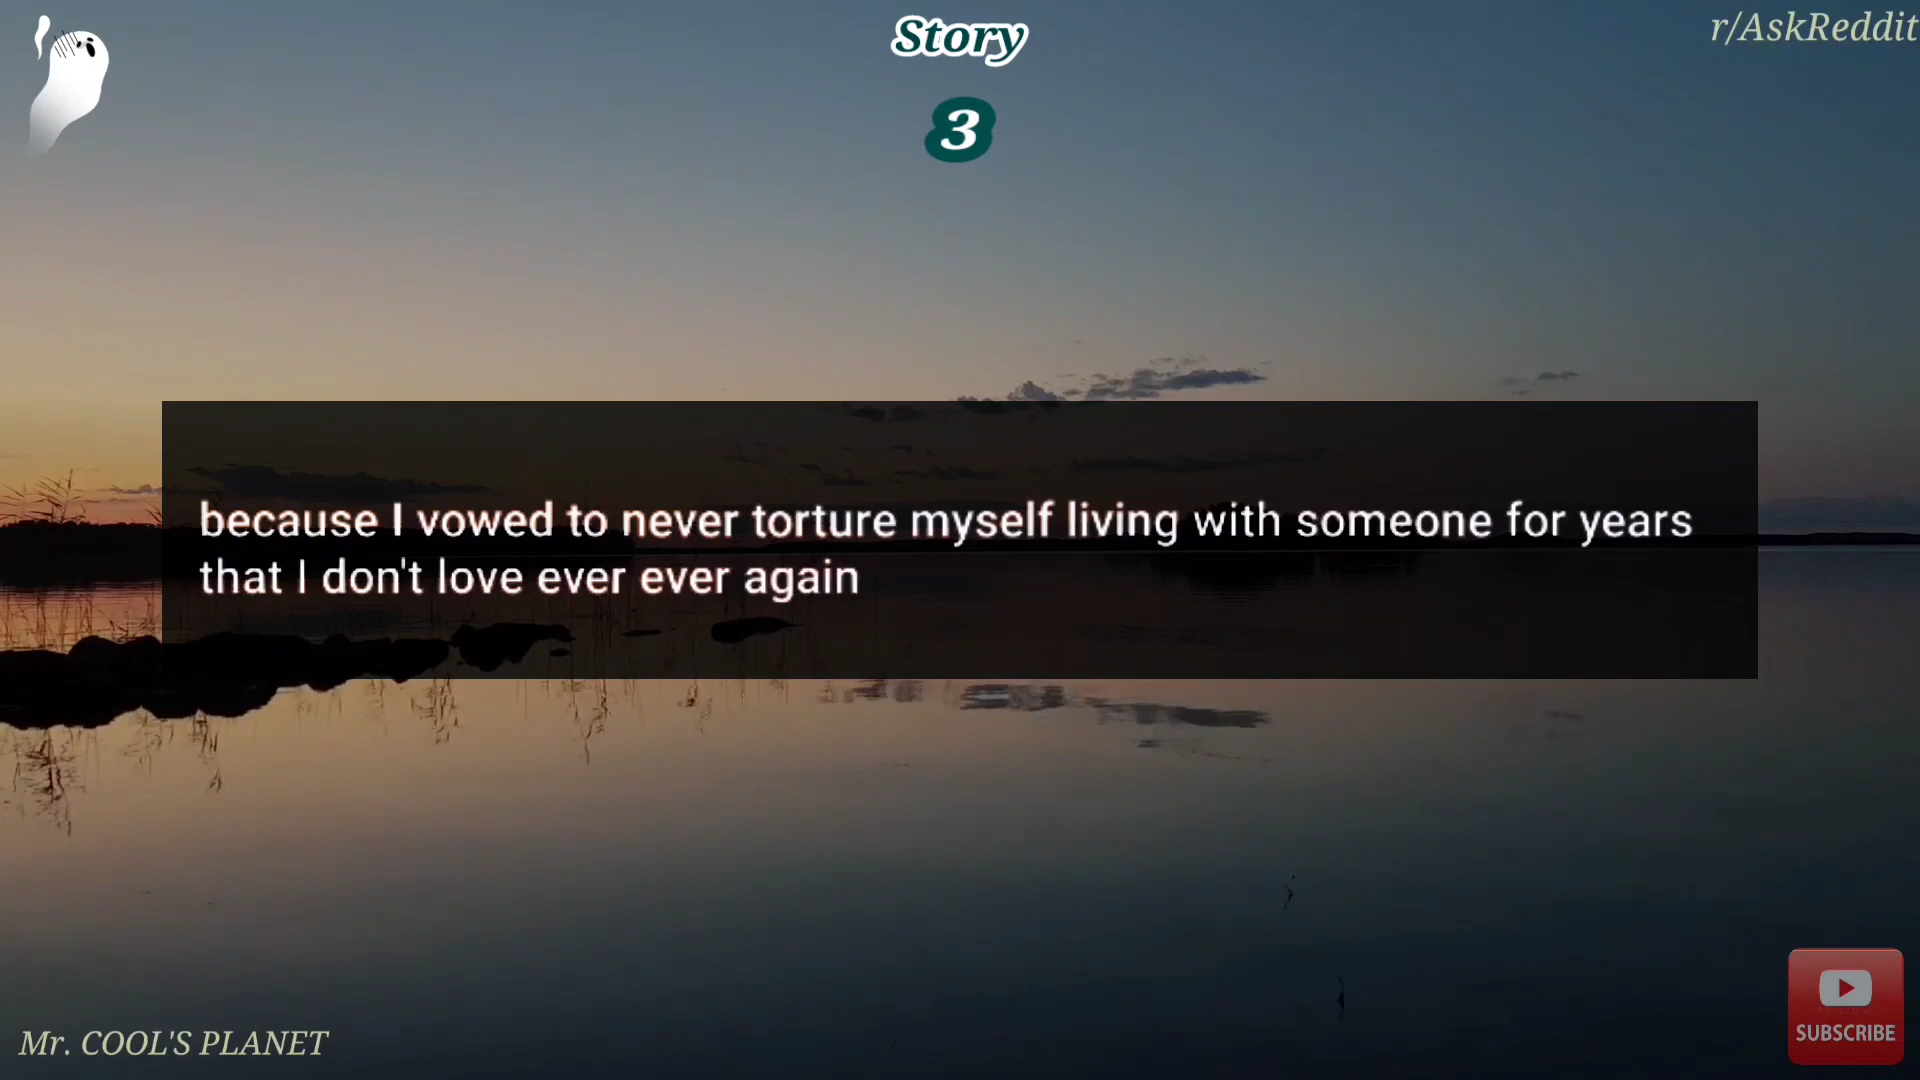 Story
r/AskReddit
3
because I vowed to never torture myself living with someone for years
that I don't love ever ever again
Mr. COOL'S PLANET
SUBSCRIBE